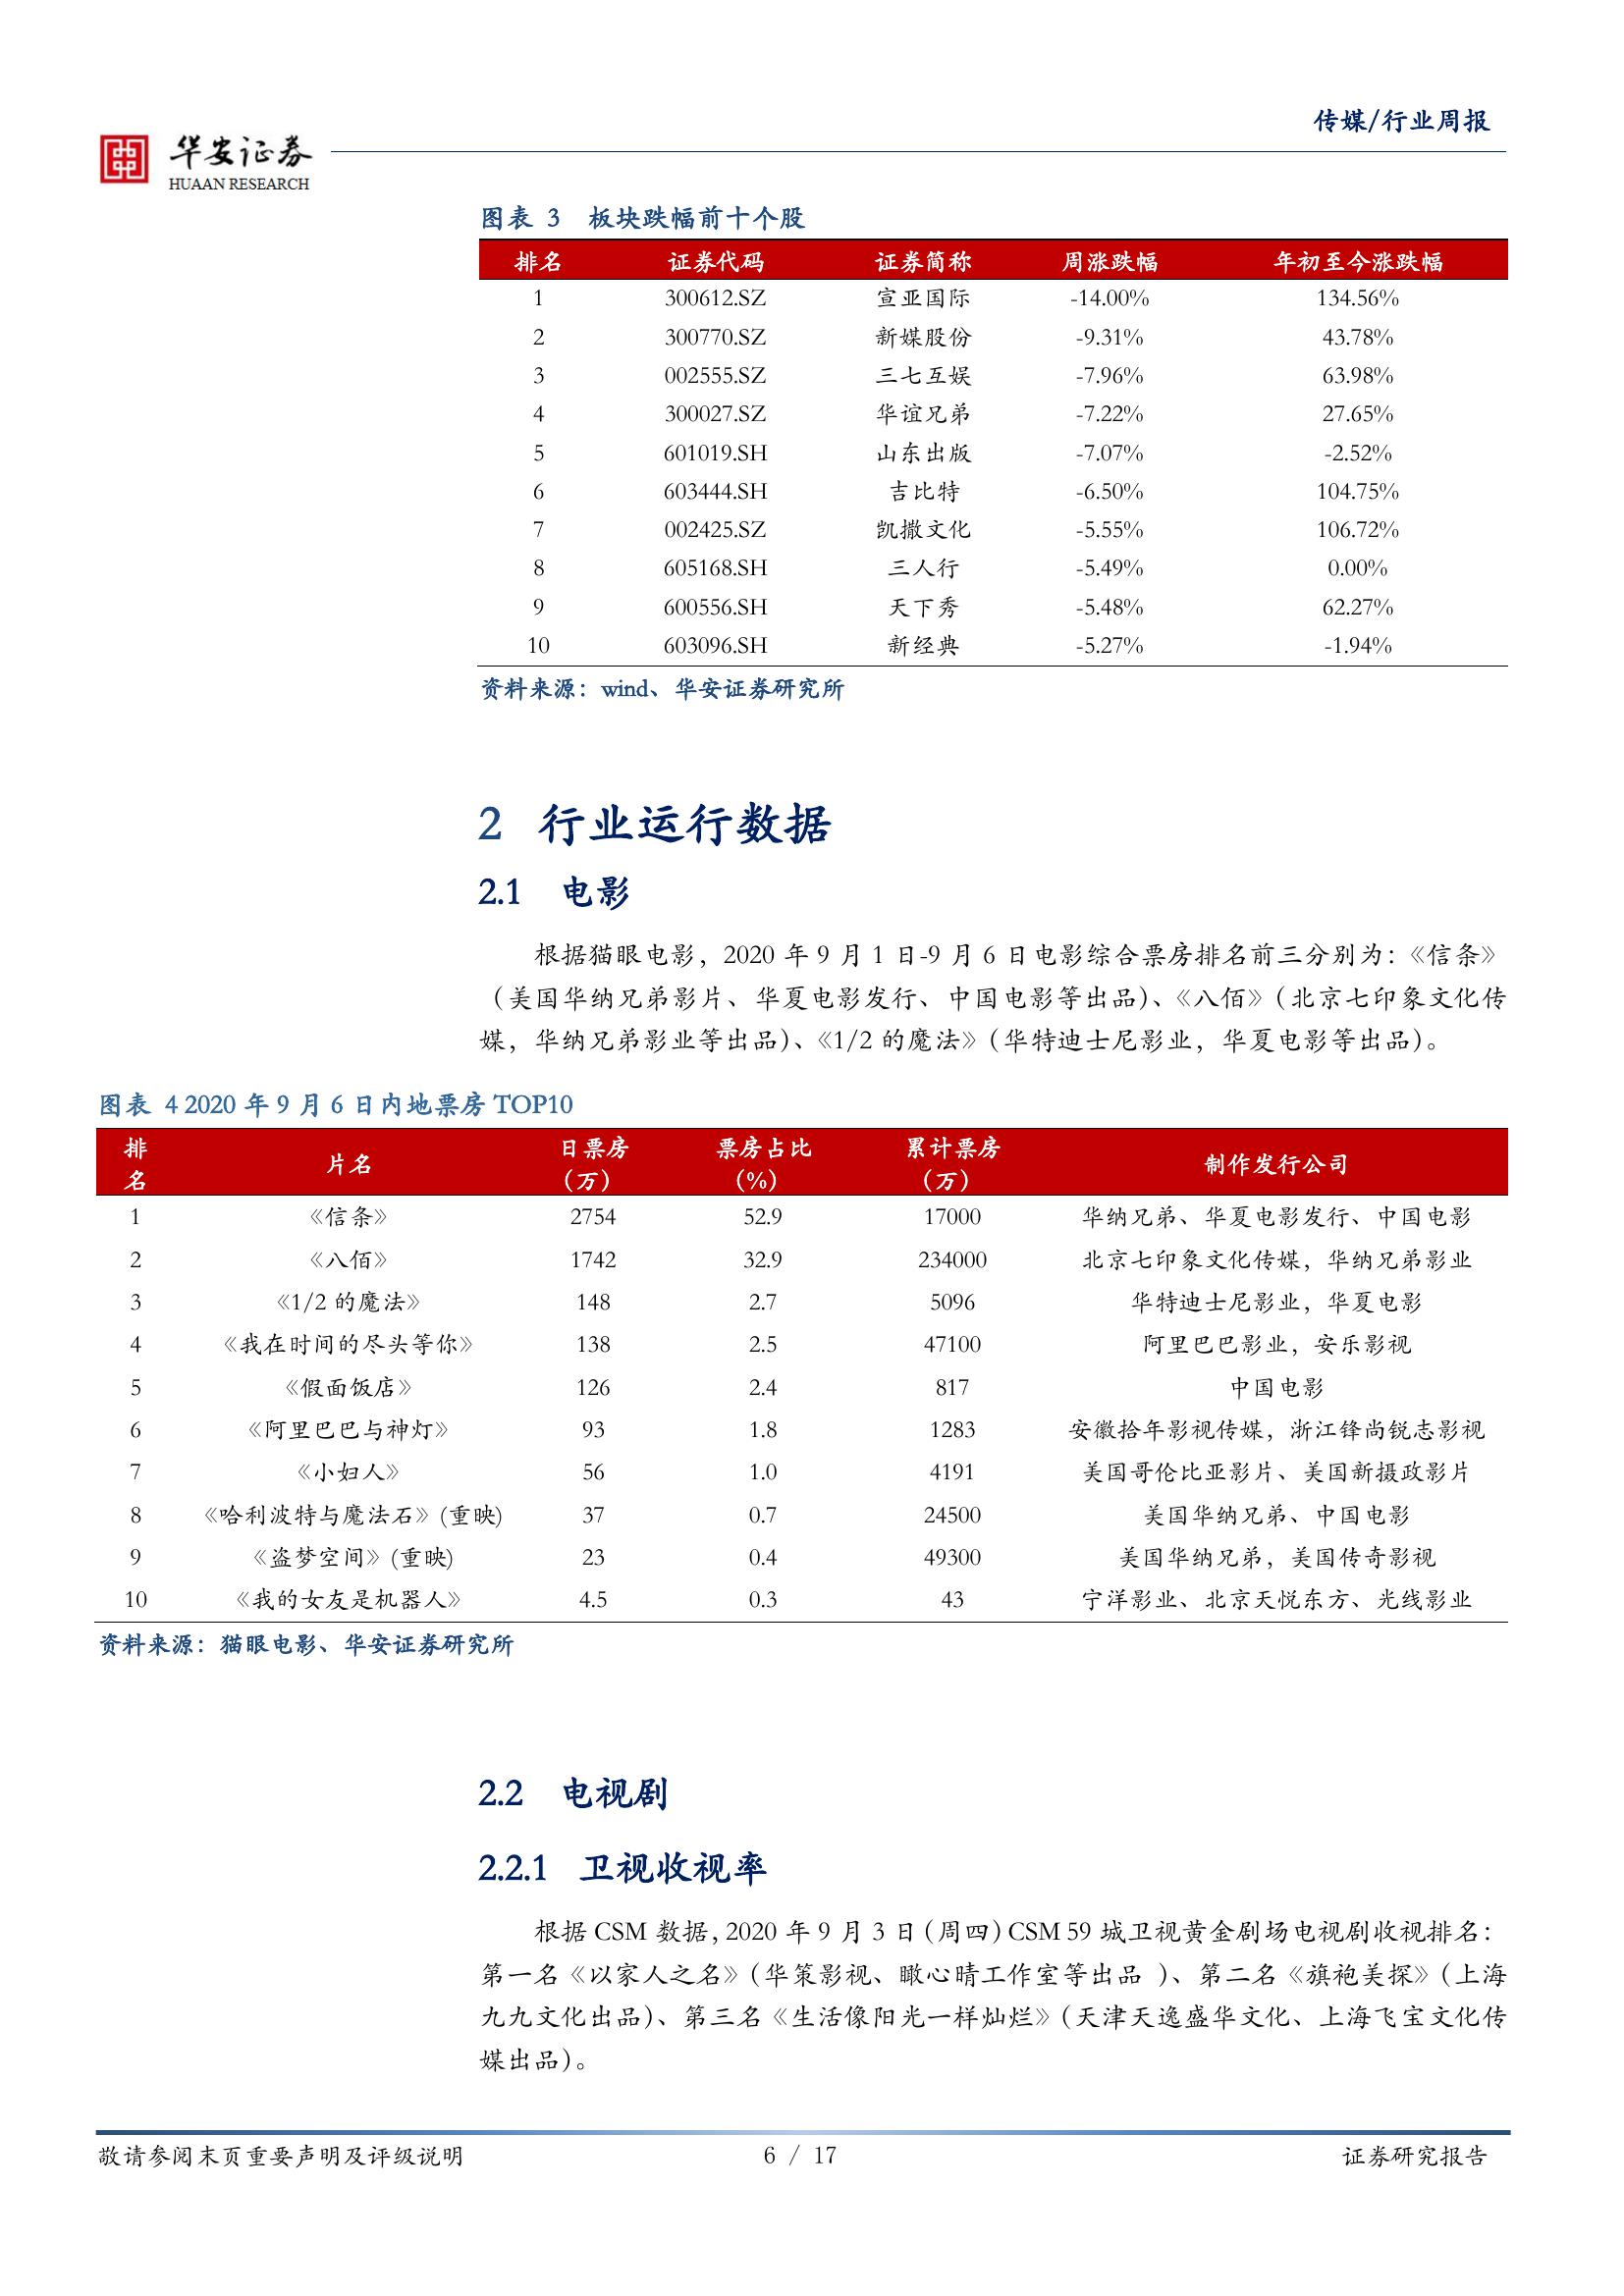 传媒/行业周报
华安证券
HUAAN RESEARCH
图表 3 板块跌幅前十个股
排名 证券代码 证券简称 周涨跌幅 年初至今涨跌幅
1 300612.SZ 宣亚国际 -14.00% 134.56%
2 300770.SZ 新媒股份 -9.31% 43.78%
3 002555.SZ 三七互娱 -7.96% 63.98%
4 300027.SZ 华谊兄弟 -7.22% 27.65%
5 601019.SH 山东出版 -7.07% -2.52%
6 603444.SH 吉比特 -6.50% 104.75%
7 002425.SZ 凯撒文化 -5.55% 106.72%
8 605168.SH 三人行 -5.49% 0.00%
9 600556.SH 天下秀 -5.48% 62.27%
10 603096.SH 新经典 -5.27% -1.94%
资料来源：wind、华安证券研究所
2 行业运行数据
2.1 电影
根据猫眼电影，2020 年 9 月 1 日-9 月 6 日电影综合票房排名前三分别为：《信条》
（美国华纳兄弟影片、华夏电影发行、中国电影等出品）、《八佰》（北京七印象文化传
媒，华纳兄弟影业等出品）、《1/2 的魔法》（华特迪士尼影业，华夏电影等出品）。
图表 4 2020 年 9 月 6 日内地票房 TOP10
排名 片名 日票房（万） 票房占比（%） 累计票房（万） 制作发行公司
1 《信条》 2754 52.9 17000 华纳兄弟、华夏电影发行、中国电影
2 《八佰》 1742 32.9 234000 北京七印象文化传媒，华纳兄弟影业
3 《1/2 的魔法》 148 2.7 5096 华特迪士尼影业，华夏电影
4 《我在时间的尽头等你》 138 2.5 47100 阿里巴巴影业，安乐影视
5 《假面饭店》 126 2.4 817 中国电影
6 《阿里巴巴与神灯》 93 1.8 1283 安徽拾年影视传媒，浙江锋尚锐志影视
7 《小妇人》 56 1.0 4191 美国哥伦比亚影片、美国新摄政影片
8 《哈利波特与魔法石》(重映) 37 0.7 24500 美国华纳兄弟、中国电影
9 《盗梦空间》(重映) 23 0.4 49300 美国华纳兄弟，美国传奇影视
10 《我的女友是机器人》 4.5 0.3 43 宁洋影业、北京天悦东方、光线影业
资料来源：猫眼电影、华安证券研究所
2.2 电视剧
2.2.1 卫视收视率
根据 CSM 数据，2020 年 9 月 3 日（周四）CSM 59 城卫视黄金剧场电视剧收视排名：
第一名《以家人之名》（华策影视、瞰心晴工作室等出品 ）、第二名《旗袍美探》（上海
九九文化出品）、第三名《生活像阳光一样灿烂》（天津天逸盛华文化、上海飞宝文化传
媒出品）。
敬请参阅末页重要声明及评级说明 6 / 17 证券研究报告